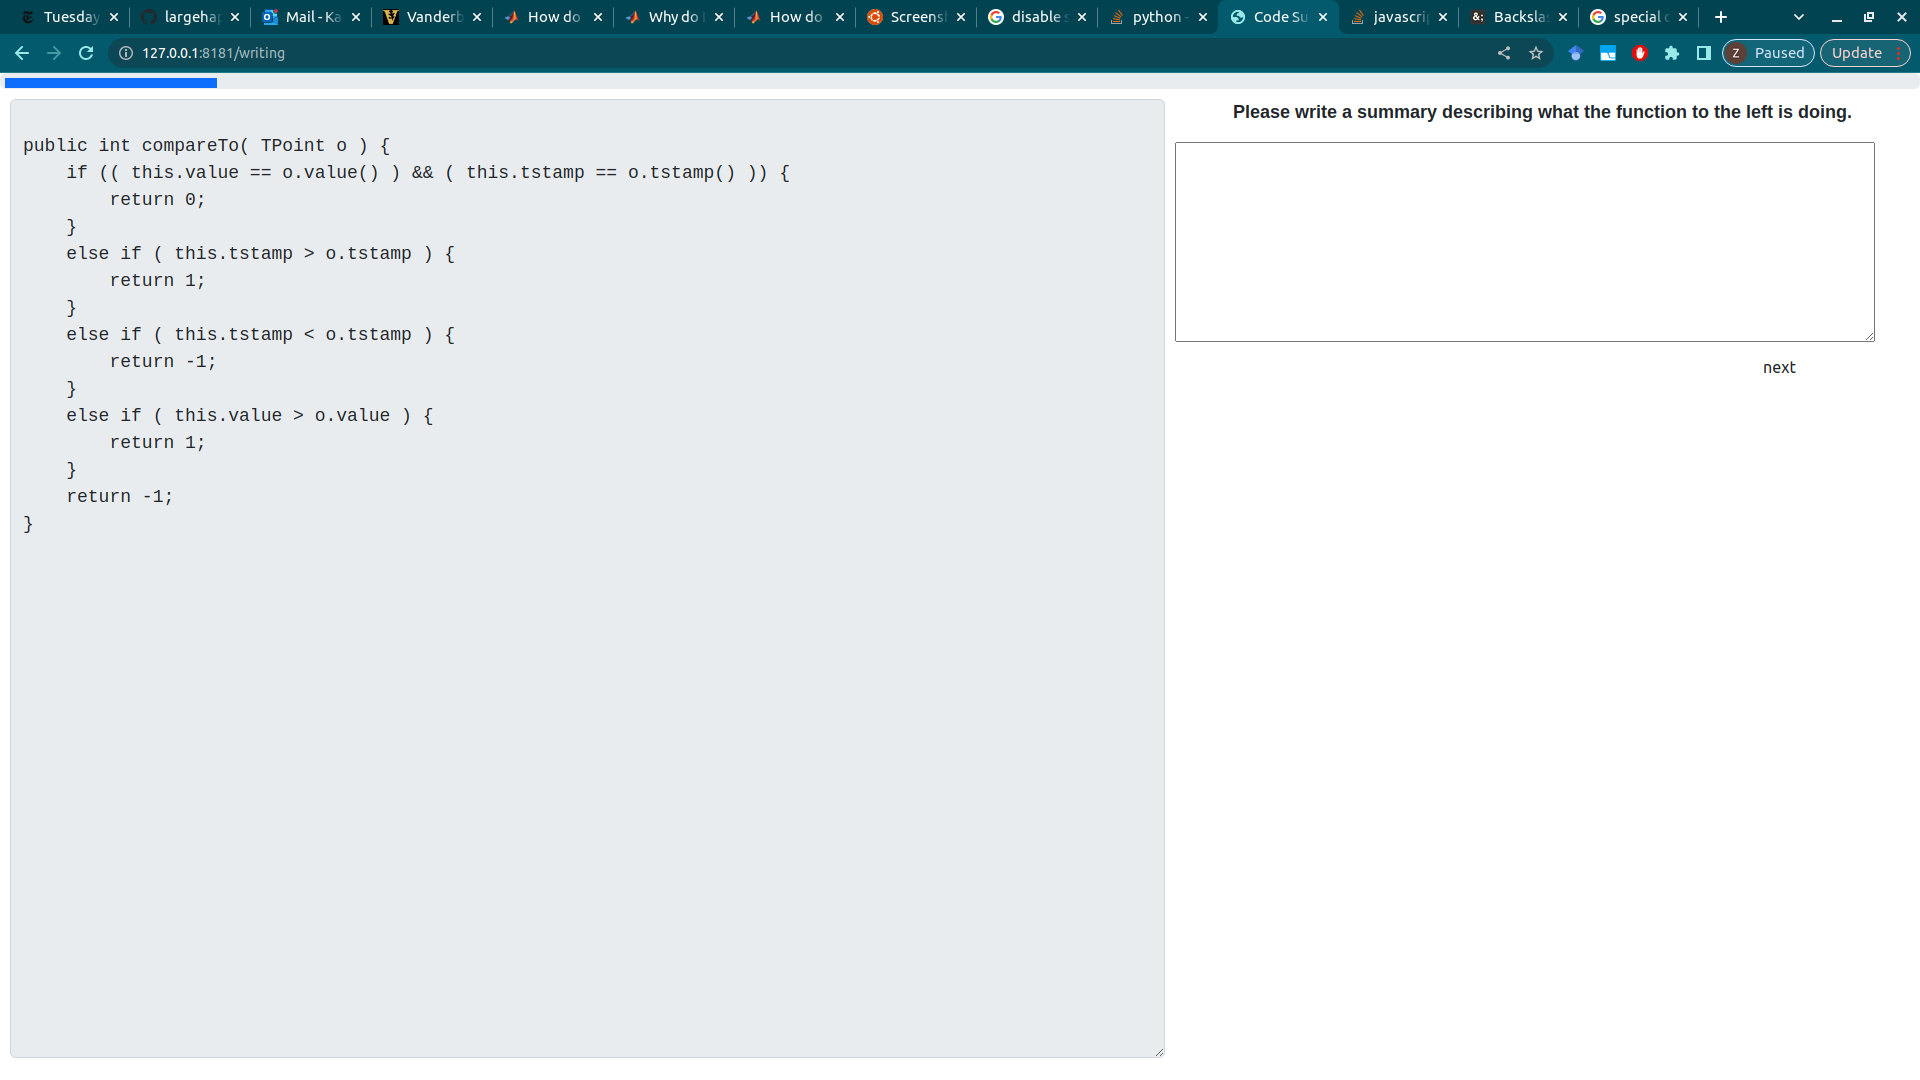 Tuesday
largeha
Mail - Ka
Vanderb
How do
Why do
How do
Screens
disable s
python -
Code Su
javascri
Backsla
special c
127.0.0.1:8181/writing
Z Paused
Update
Please write a summary describing what the function to the left is doing.
public int compareTo( TPoint o ) {
    if (( this.value == o.value() ) && ( this.tstamp == o.tstamp() )) {
        return 0;
    }
    else if ( this.tstamp > o.tstamp ) {
        return 1;
    }
    else if ( this.tstamp < o.tstamp ) {
        return -1;
    }
    else if ( this.value > o.value ) {
        return 1;
    }
    return -1;
}
next